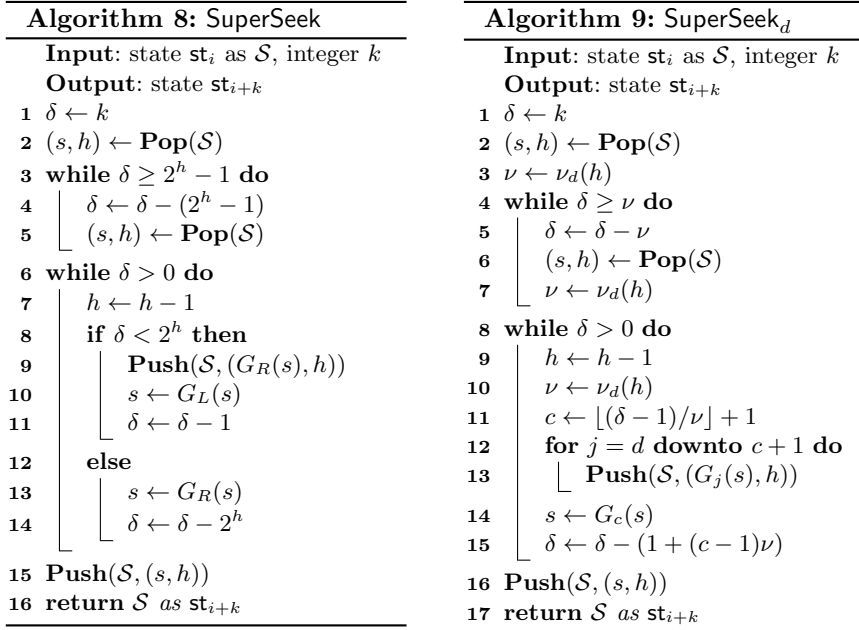 Algorithm 8: SuperSeek
Input: state st_i as 𝒮, integer k
Output: state st_{i+k}
1 δ ← k
2 (s, h) ← Pop(𝒮)
3 while δ ≥ 2^h − 1 do
4 δ ← δ − (2^h − 1)
5 (s, h) ← Pop(𝒮)
6 while δ > 0 do
7 h ← h − 1
8 if δ < 2^h then
9 Push(𝒮, (G_R(s), h))
10 s ← G_L(s)
11 δ ← δ − 1
12 else
13 s ← G_R(s)
14 δ ← δ − 2^h
15 Push(𝒮, (s, h))
16 return 𝒮 as st_{i+k}
Algorithm 9: SuperSeek_d
Input: state st_i as 𝒮, integer k
Output: state st_{i+k}
1 δ ← k
2 (s, h) ← Pop(𝒮)
3 ν ← ν_d(h)
4 while δ ≥ ν do
5 δ ← δ − ν
6 (s, h) ← Pop(𝒮)
7 ν ← ν_d(h)
8 while δ > 0 do
9 h ← h − 1
10 ν ← ν_d(h)
11 c ← ⌊(δ − 1)/ν⌋ + 1
12 for j = d downto c + 1 do
13 Push(𝒮, (G_j(s), h))
14 s ← G_c(s)
15 δ ← δ − (1 + (c − 1)ν)
16 Push(𝒮, (s, h))
17 return 𝒮 as st_{i+k}